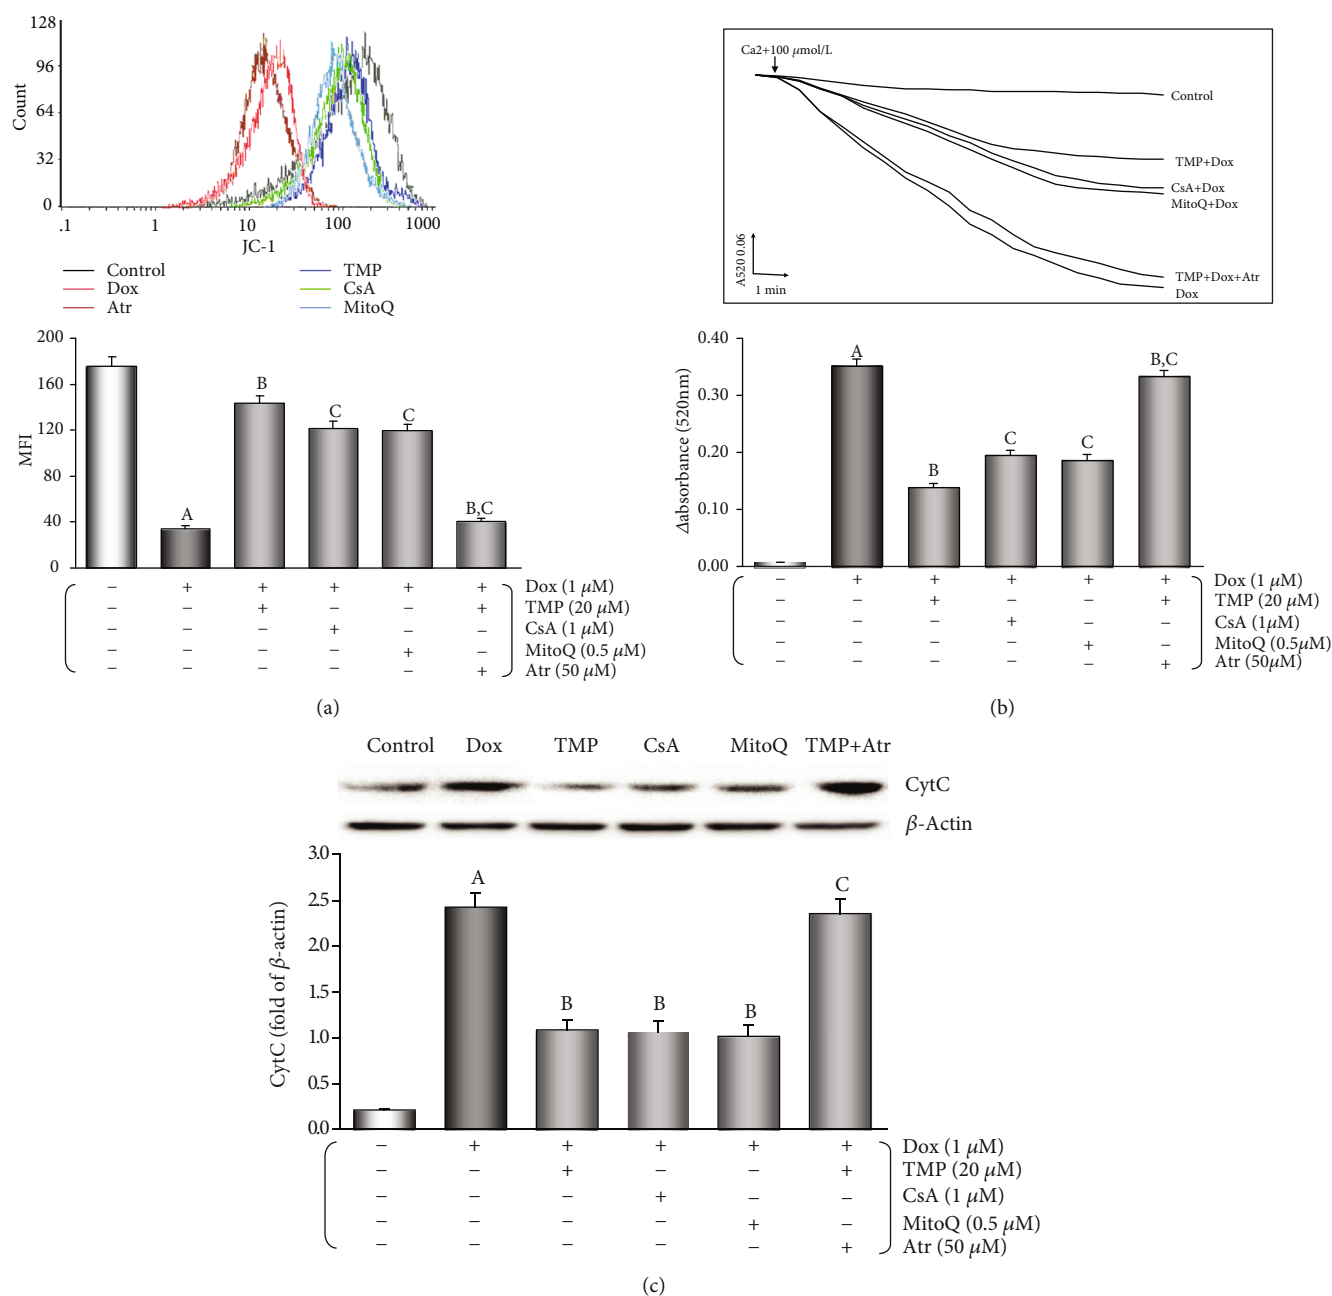 128
96
64
32
0
Count
.1 1 10 100 1000
JC-1
Control TMP
Dox CsA
Atr MitoQ
200
160
120
80
40
0
MFI
A
B
C
C
B,C
– + + + + + Dox (1 μM)
– – + – – + TMP (20 μM)
– – – + – – CsA (1 μM)
– – – – + – MitoQ (0.5 μM)
– – – – – + Atr (50 μM)
(a)
Ca2+100 μmol/L
Control
TMP+Dox
CsA+Dox
MitoQ+Dox
TMP+Dox+Atr
Dox
A520 0.06
1 min
0.40
0.30
0.20
0.10
0.00
Δabsorbance (520nm)
A
B
C
C
B,C
– + + + + + Dox (1 μM)
– – + – – + TMP (20 μM)
– – – + – – CsA (1μM)
– – – – + – MitoQ (0.5μM)
– – – – – + Atr (50μM)
(b)
Control Dox TMP CsA MitoQ TMP+Atr
CytC
β-Actin
3.0
2.5
2.0
1.5
1.0
0.5
0.0
CytC (fold of β-actin)
A
B
B
B
C
– + + + + + Dox (1 μM)
– – + – – + TMP (20 μM)
– – – + – – CsA (1 μM)
– – – – + – MitoQ (0.5 μM)
– – – – – + Atr (50 μM)
(c)